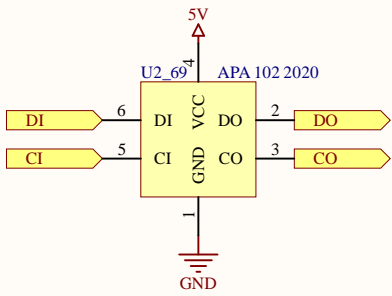 5V
U2_69 4 APA 102 2020
DI 6 DI VCC DO 2 DO
CI 5 CI GND CO 3 CO
1
GND